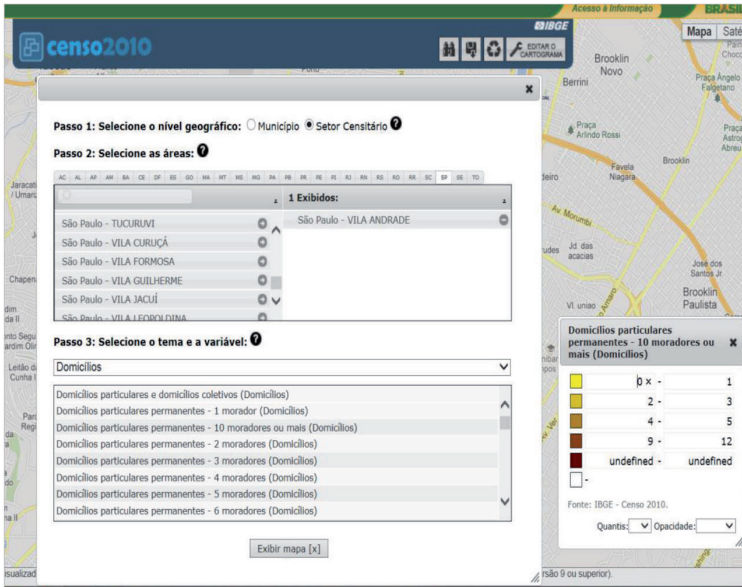 Acesso à Informação
BRASIL
IBGE
censo2010
EDITAR O CARTOGRAMA
Mapa
Passo 1: Selecione o nível geográfico: Município Setor Censitário ?
Passo 2: Selecione as áreas: ?
AC AL AP AM BA CE DF ES GO MA MT MS MG PA PB PR PE PI RJ RN RS RO RR SC SP SE TO
1 Exibidos:
São Paulo - TUCURUVI
São Paulo - VILA ANDRADE
São Paulo - VILA CURUÇÁ
São Paulo - VILA FORMOSA
São Paulo - VILA GUILHERME
São Paulo - VILA JACUÍ
São Paulo - VILA LEOPOLDINA
Passo 3: Selecione o tema e a variável: ?
Domicílios
Domicílios particulares e domicílios coletivos (Domicílios)
Domicílios particulares permanentes - 1 morador (Domicílios)
Domicílios particulares permanentes - 10 moradores ou mais (Domicílios)
Domicílios particulares permanentes - 2 moradores (Domicílios)
Domicílios particulares permanentes - 3 moradores (Domicílios)
Domicílios particulares permanentes - 4 moradores (Domicílios)
Domicílios particulares permanentes - 5 moradores (Domicílios)
Domicílios particulares permanentes - 6 moradores (Domicílios)
Exibir mapa [x]
Brooklin
Novo
Berrini
Praça Ângelo
Falgetano
Praça
Arlindo Rossi
Favela
Niagara
Brooklin
Av. Morumbi
Jd. das
acacias
José dos
Santos Jr
Brooklin
Paulista
Vl. uniao
Domicílios particulares
permanentes - 10 moradores ou
mais (Domicílios)
0 × - 1
2 - 3
4 - 5
9 - 12
undefined - undefined
-
Fonte: IBGE - Censo 2010.
Quantis: Opacidade:
rsão 9 ou superior).